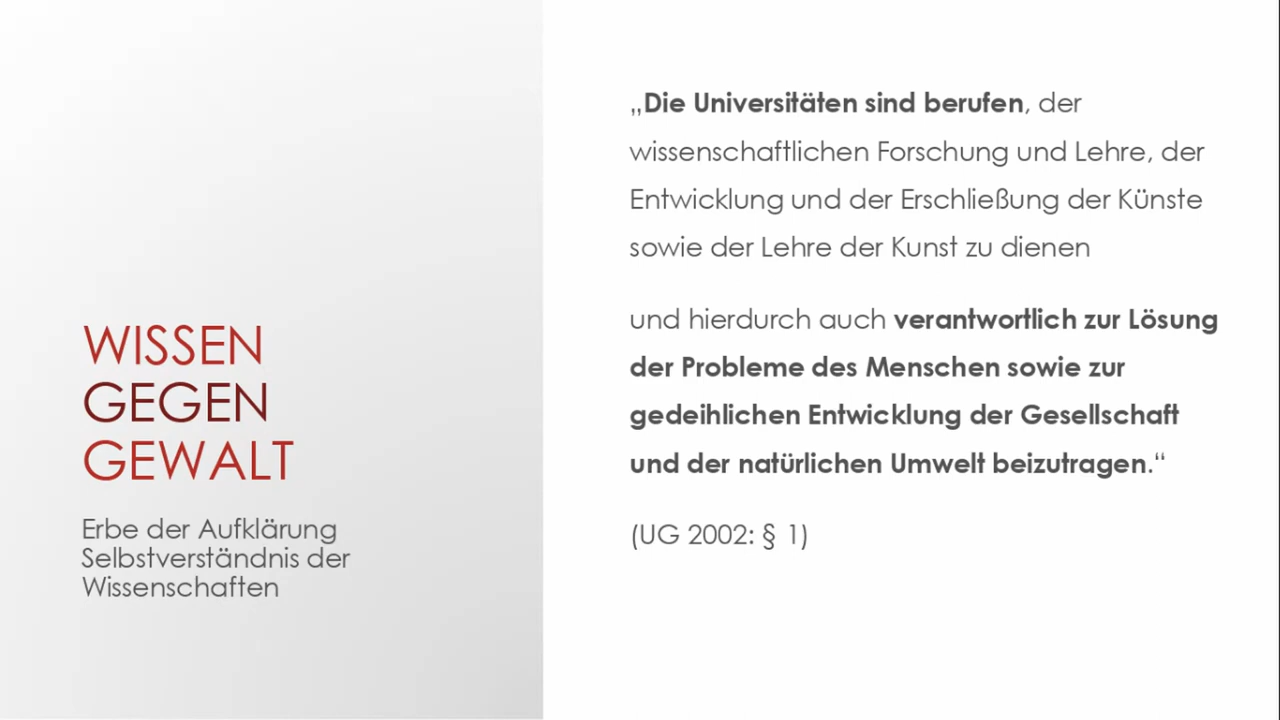 WISSEN
GEGEN
GEWALT
Erbe der Aufklärung
Selbstverständnis der
Wissenschaften
„Die Universitäten sind berufen, der
wissenschaftlichen Forschung und Lehre, der
Entwicklung und der Erschließung der Künste
sowie der Lehre der Kunst zu dienen
und hierdurch auch verantwortlich zur Lösung
der Probleme des Menschen sowie zur
gedeihlichen Entwicklung der Gesellschaft
und der natürlichen Umwelt beizutragen.“
(UG 2002: § 1)